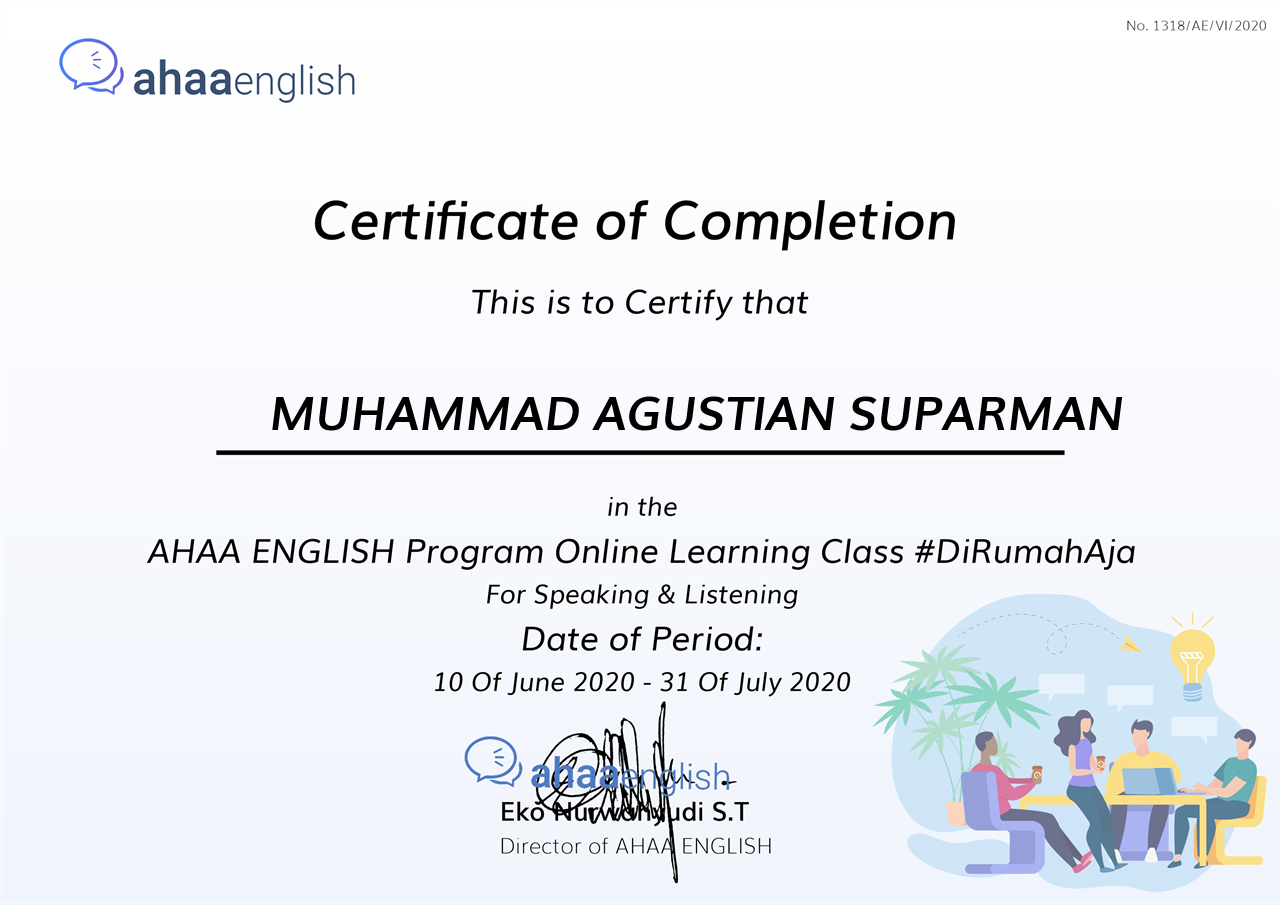 No. 1318/AE/VI/2020
ahaaenglish
Certificate of Completion
This is to Certify that
MUHAMMAD AGUSTIAN SUPARMAN
in the
AHAA ENGLISH Program Online Learning Class #DiRumahAja
For Speaking & Listening
Date of Period:
10 Of June 2020 - 31 Of July 2020
ahaaenglish
Eko Nurwahyudi S.T
Director of AHAA ENGLISH